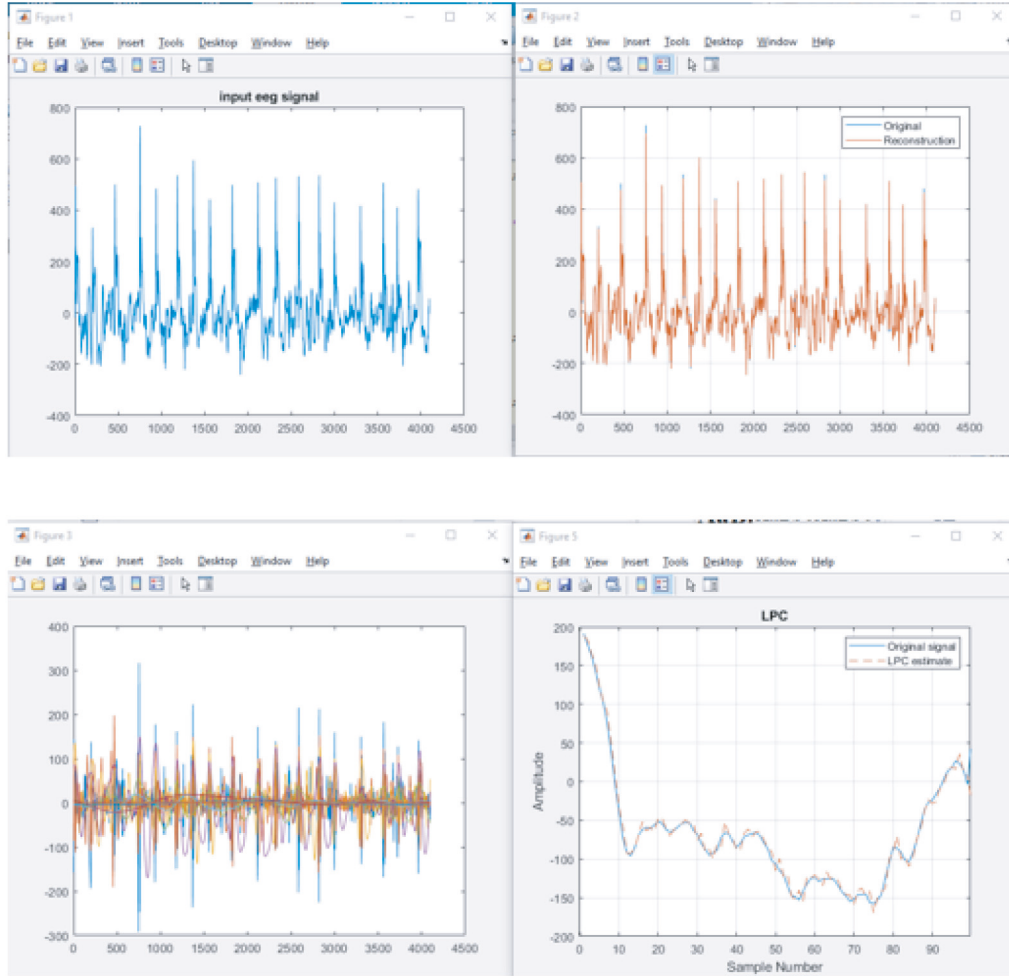 Figure 1
File Edit View Insert Tools Desktop Window Help
input eeg signal
800
600
400
200
0
-200
-400
0 500 1000 1500 2000 2500 3000 3500 4000 4500
Figure 2
File Edit View Insert Tools Desktop Window Help
Original
Reconstruction
800
600
400
200
0
-200
-400
0 500 1000 1500 2000 2500 3000 3500 4000 4500
Figure 3
File Edit View Insert Tools Desktop Window Help
400
300
200
100
0
-100
-200
-300
0 500 1000 1500 2000 2500 3000 3500 4000 4500
Figure 5
File Edit View Insert Tools Desktop Window Help
LPC
Original signal
LPC estimate
200
150
100
50
0
-50
-100
-150
-200
Amplitude
0 10 20 30 40 50 60 70 80 90
Sample Number